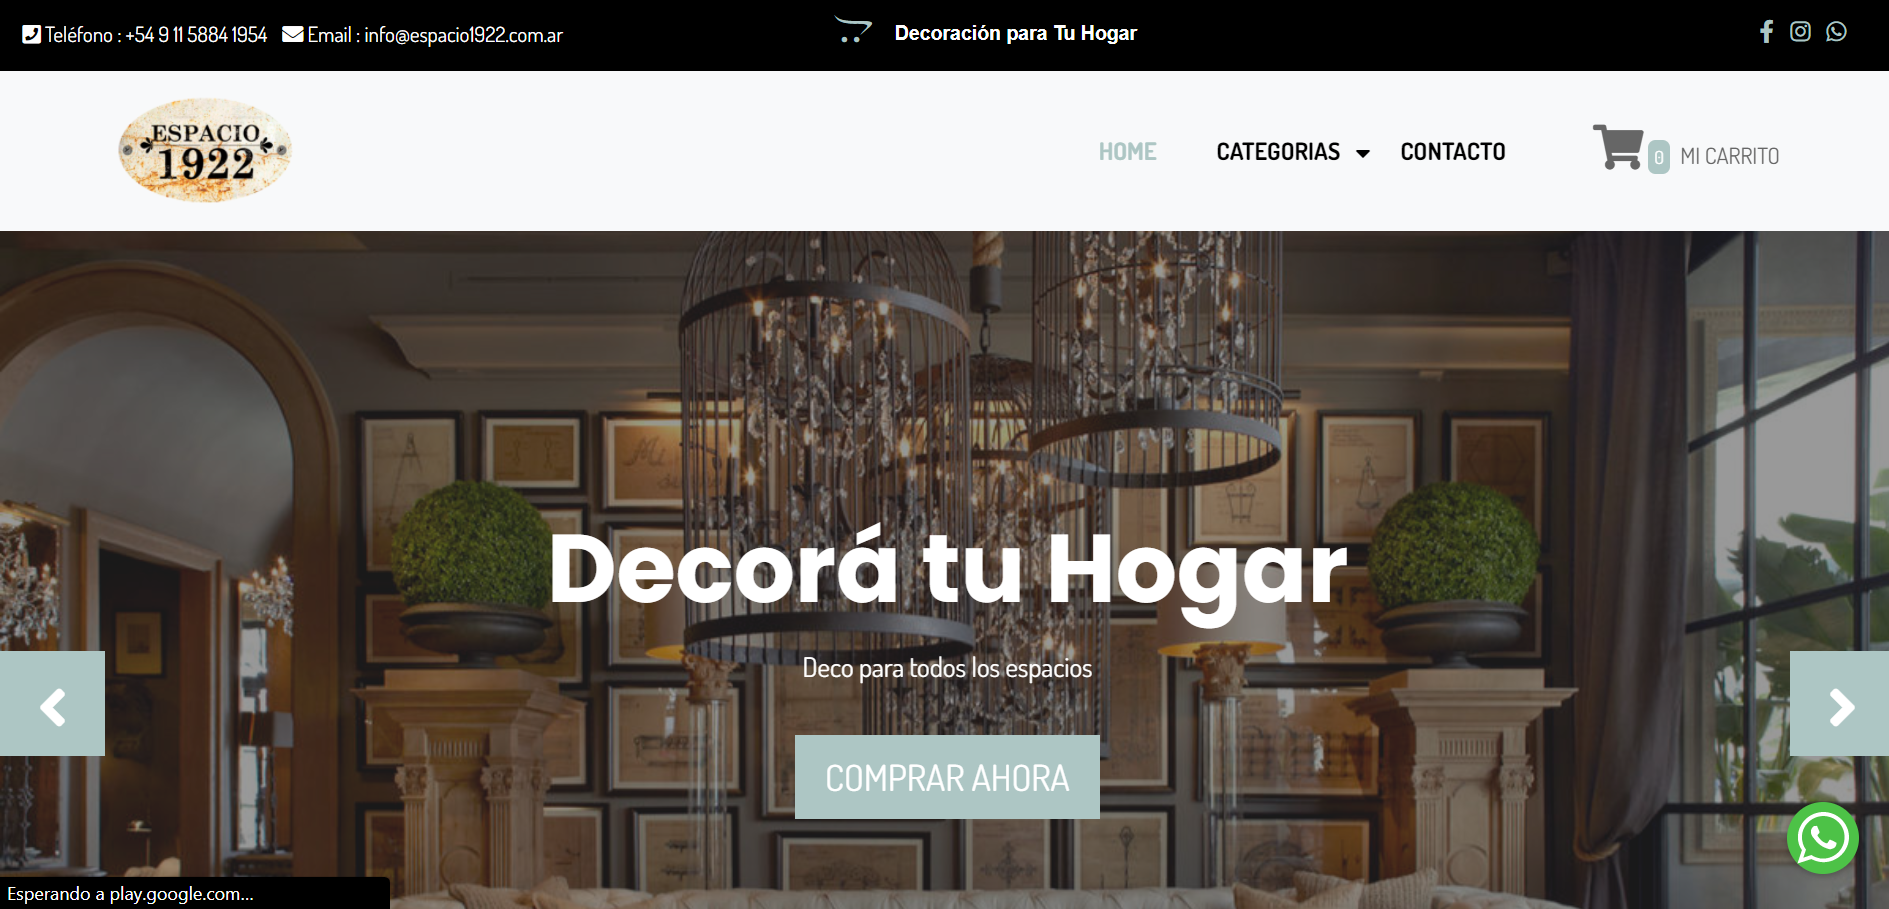 Teléfono : +54 9 11 5884 1954 Email : info@espacio1922.com.ar
Decoración para Tu Hogar
ESPACIO
1922
HOME CATEGORIAS CONTACTO
0 MI CARRITO
Decorá tu Hogar
Deco para todos los espacios
COMPRAR AHORA
Esperando a play.google.com...